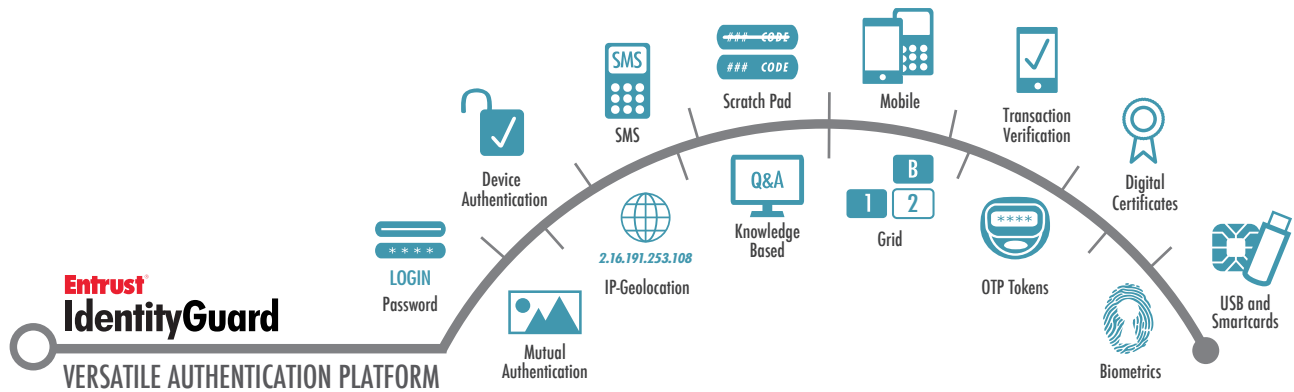 Entrust®
IdentityGuard
VERSATILE AUTHENTICATION PLATFORM
* * * *
LOGIN
Password
Device
Authentication
SMS
SMS
### CODE
### CODE
Scratch Pad
Mobile
Transaction
Verification
Digital
Certificates
USB and
Smartcards
Mutual
Authentication
2.16.191.253.108
IP-Geolocation
Q&A
Knowledge
Based
B
1 2
Grid
****
OTP Tokens
Biometrics